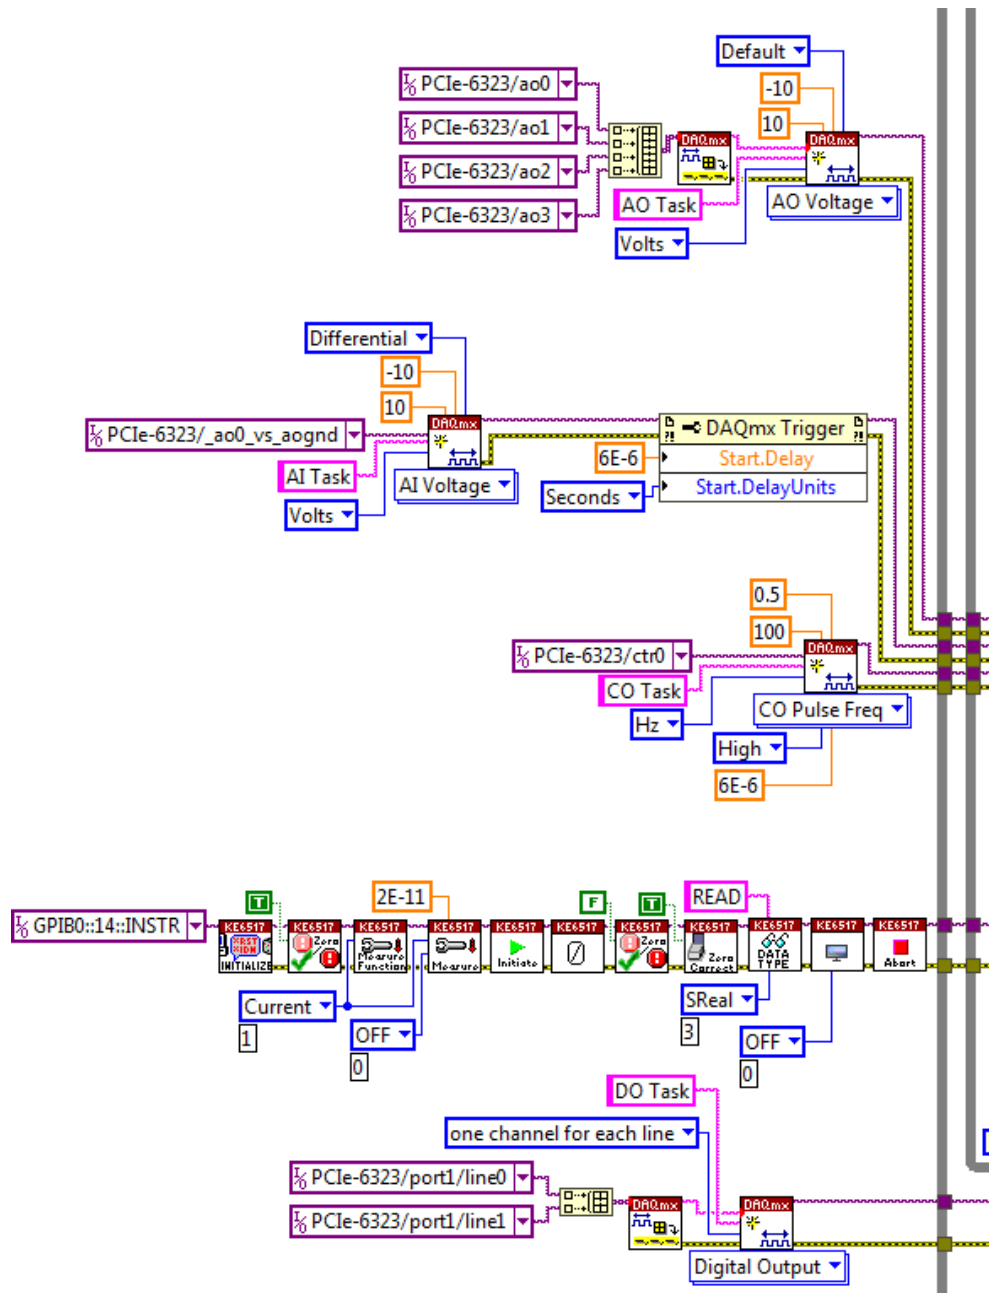 Default
PCIe-6323/ao0
-10
PCIe-6323/ao1
10
DAQmx
DAQmx
PCIe-6323/ao2
AO Task
AO Voltage
PCIe-6323/ao3
Volts
Differential
-10
10
DAQmx
PCIe-6323/_ao0_vs_aognd
DAQmx Trigger
6E-6
Start.Delay
AI Task
AI Voltage
Seconds
Start.DelayUnits
Volts
0.5
100
DAQmx
PCIe-6323/ctr0
CO Task
CO Pulse Freq
Hz
High
6E-6
T
2E-11
F
T
READ
GPIB0::14::INSTR
KE6517
KE6517
KE6517
KE6517
KE6517
KE6517
KE6517
KE6517
KE6517
KE6517
KE6517
*RST
*IDN
INITIALIZE
Zero
Measure
Function
Measure
Initiate
Zero
Zero
Correct
DATA
TYPE
Abort
Current
SReal
1
OFF
3
OFF
0
0
DO Task
one channel for each line
PCIe-6323/port1/line0
DAQmx
DAQmx
PCIe-6323/port1/line1
Digital Output